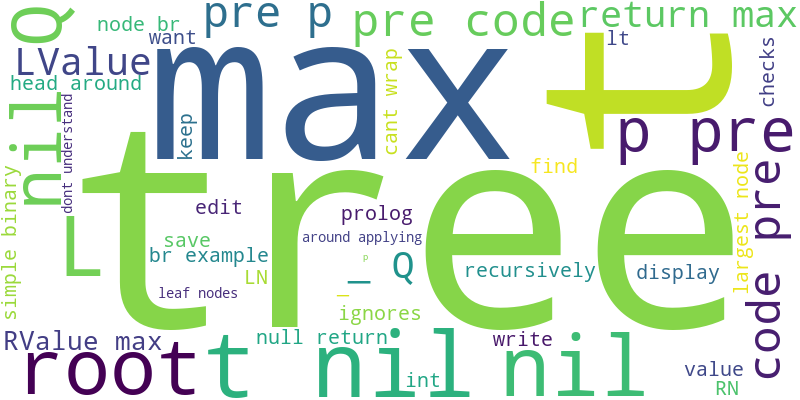 Q
node br
want
pre p
pre code
return max
LValue
head around
max
t
lt
checks
cant wrap
keep
dont understand
nil
p pre
simple binary
tree
L
find
largest node
code pre
edit
prolog
save
around applying
br example
P
_ Q
recursively
display
LN
leaf nodes
_
ignores
RValue max
null return
write
root
t nil
nil
int
value
RN